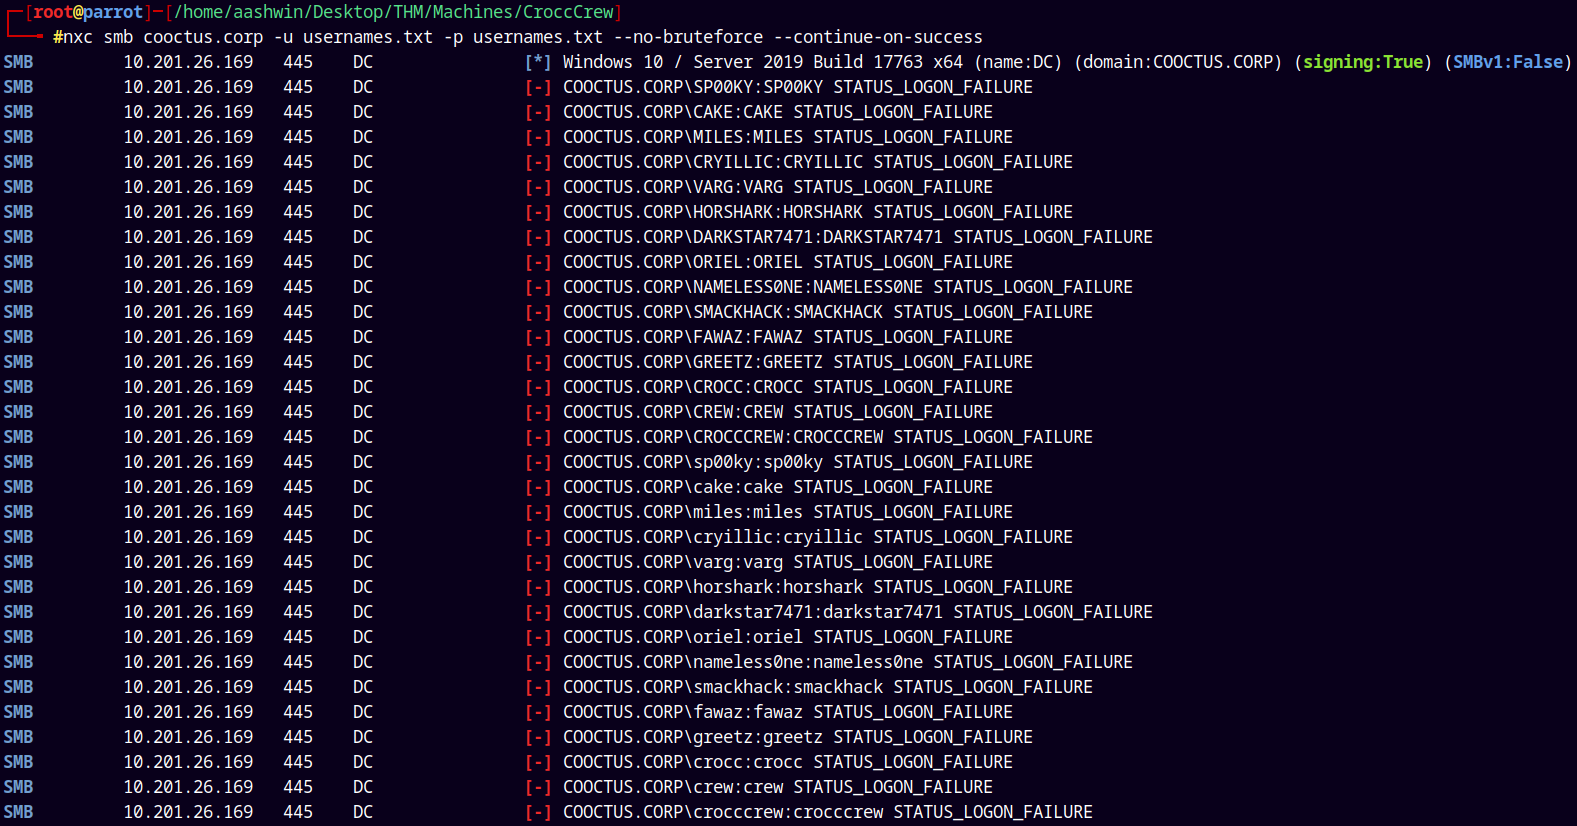 ┌─[root@parrot]─[/home/aashwin/Desktop/THM/Machines/CroccCrew]
└──╼ #nxc smb cooctus.corp -u usernames.txt -p usernames.txt --no-bruteforce --continue-on-success
SMB 10.201.26.169 445 DC [*] Windows 10 / Server 2019 Build 17763 x64 (name:DC) (domain:COOCTUS.CORP) (signing:True) (SMBv1:False)
SMB 10.201.26.169 445 DC [-] COOCTUS.CORP\SP00KY:SP00KY STATUS_LOGON_FAILURE
SMB 10.201.26.169 445 DC [-] COOCTUS.CORP\CAKE:CAKE STATUS_LOGON_FAILURE
SMB 10.201.26.169 445 DC [-] COOCTUS.CORP\MILES:MILES STATUS_LOGON_FAILURE
SMB 10.201.26.169 445 DC [-] COOCTUS.CORP\CRYILLIC:CRYILLIC STATUS_LOGON_FAILURE
SMB 10.201.26.169 445 DC [-] COOCTUS.CORP\VARG:VARG STATUS_LOGON_FAILURE
SMB 10.201.26.169 445 DC [-] COOCTUS.CORP\HORSHARK:HORSHARK STATUS_LOGON_FAILURE
SMB 10.201.26.169 445 DC [-] COOCTUS.CORP\DARKSTAR7471:DARKSTAR7471 STATUS_LOGON_FAILURE
SMB 10.201.26.169 445 DC [-] COOCTUS.CORP\ORIEL:ORIEL STATUS_LOGON_FAILURE
SMB 10.201.26.169 445 DC [-] COOCTUS.CORP\NAMELESS0NE:NAMELESS0NE STATUS_LOGON_FAILURE
SMB 10.201.26.169 445 DC [-] COOCTUS.CORP\SMACKHACK:SMACKHACK STATUS_LOGON_FAILURE
SMB 10.201.26.169 445 DC [-] COOCTUS.CORP\FAWAZ:FAWAZ STATUS_LOGON_FAILURE
SMB 10.201.26.169 445 DC [-] COOCTUS.CORP\GREETZ:GREETZ STATUS_LOGON_FAILURE
SMB 10.201.26.169 445 DC [-] COOCTUS.CORP\CROCC:CROCC STATUS_LOGON_FAILURE
SMB 10.201.26.169 445 DC [-] COOCTUS.CORP\CREW:CREW STATUS_LOGON_FAILURE
SMB 10.201.26.169 445 DC [-] COOCTUS.CORP\CROCCCREW:CROCCCREW STATUS_LOGON_FAILURE
SMB 10.201.26.169 445 DC [-] COOCTUS.CORP\sp00ky:sp00ky STATUS_LOGON_FAILURE
SMB 10.201.26.169 445 DC [-] COOCTUS.CORP\cake:cake STATUS_LOGON_FAILURE
SMB 10.201.26.169 445 DC [-] COOCTUS.CORP\miles:miles STATUS_LOGON_FAILURE
SMB 10.201.26.169 445 DC [-] COOCTUS.CORP\cryillic:cryillic STATUS_LOGON_FAILURE
SMB 10.201.26.169 445 DC [-] COOCTUS.CORP\varg:varg STATUS_LOGON_FAILURE
SMB 10.201.26.169 445 DC [-] COOCTUS.CORP\horshark:horshark STATUS_LOGON_FAILURE
SMB 10.201.26.169 445 DC [-] COOCTUS.CORP\darkstar7471:darkstar7471 STATUS_LOGON_FAILURE
SMB 10.201.26.169 445 DC [-] COOCTUS.CORP\oriel:oriel STATUS_LOGON_FAILURE
SMB 10.201.26.169 445 DC [-] COOCTUS.CORP\nameless0ne:nameless0ne STATUS_LOGON_FAILURE
SMB 10.201.26.169 445 DC [-] COOCTUS.CORP\smackhack:smackhack STATUS_LOGON_FAILURE
SMB 10.201.26.169 445 DC [-] COOCTUS.CORP\fawaz:fawaz STATUS_LOGON_FAILURE
SMB 10.201.26.169 445 DC [-] COOCTUS.CORP\greetz:greetz STATUS_LOGON_FAILURE
SMB 10.201.26.169 445 DC [-] COOCTUS.CORP\crocc:crocc STATUS_LOGON_FAILURE
SMB 10.201.26.169 445 DC [-] COOCTUS.CORP\crew:crew STATUS_LOGON_FAILURE
SMB 10.201.26.169 445 DC [-] COOCTUS.CORP\crocccrew:crocccrew STATUS_LOGON_FAILURE